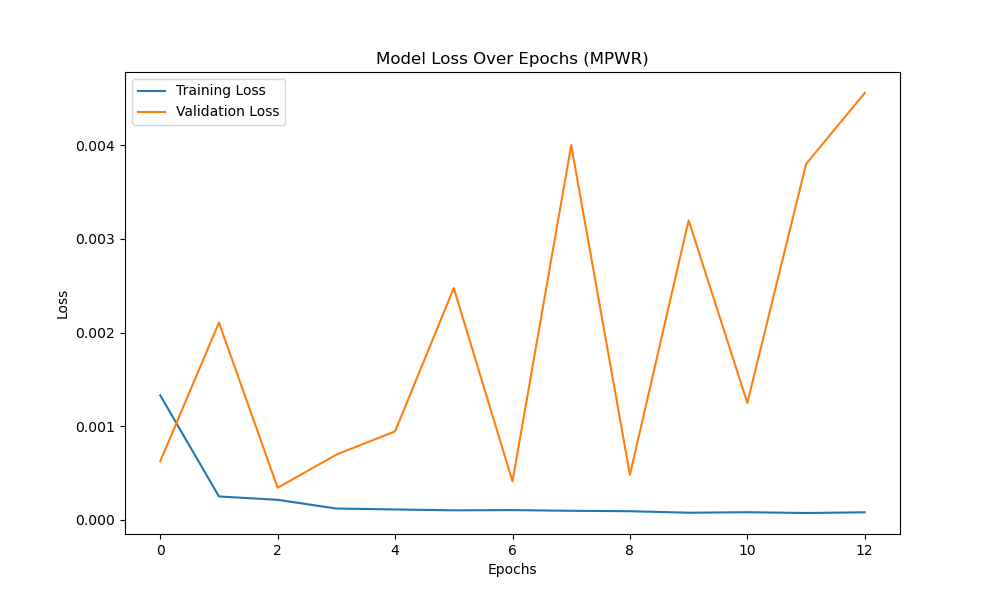 Model Loss Over Epochs (MPWR)
Training Loss
Validation Loss
0.004
0.003
0.002
0.001
0.000
Loss
0 2 4 6 8 10 12
Epochs